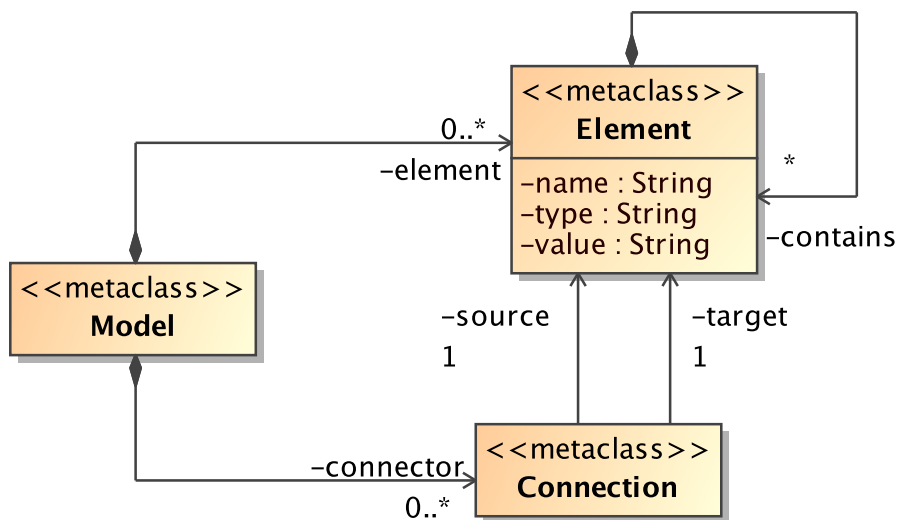 <<metaclass>>
Element
0..*
-element
-name : String
-type : String
-value : String
*
-contains
<<metaclass>>
Model
-source
1
-target
1
<<metaclass>>
Connection
-connector
0..*